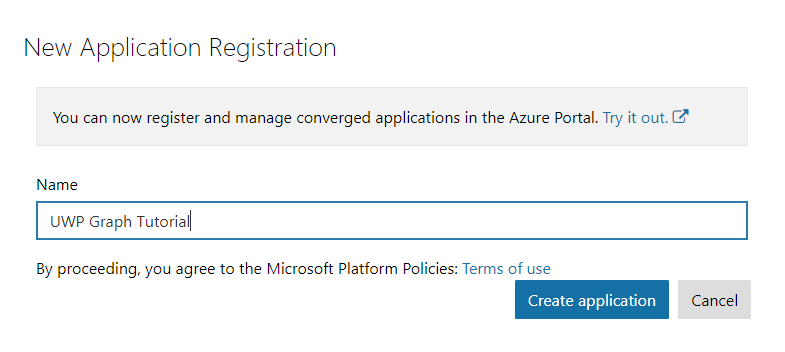 New Application Registration
You can now register and manage converged applications in the Azure Portal. Try it out.
Name
UWP Graph Tutorial
By proceeding, you agree to the Microsoft Platform Policies: Terms of use
Create application Cancel